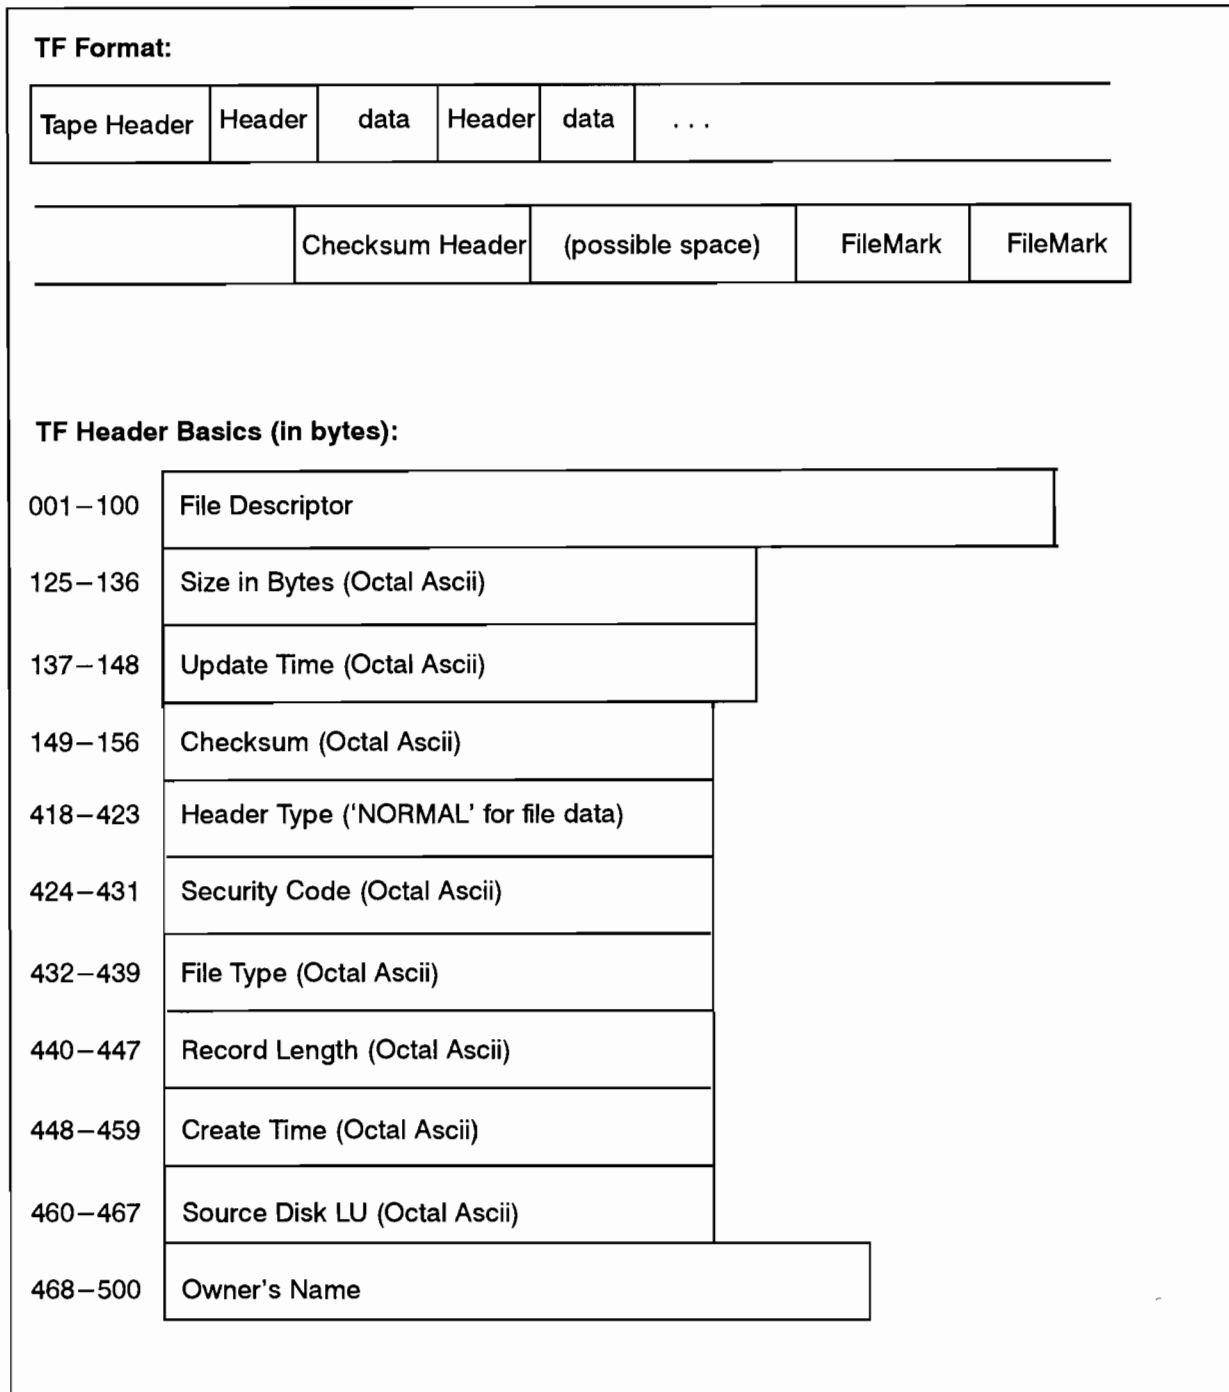 TF Format:
Tape Header Header data Header data ...
Checksum Header (possible space) FileMark FileMark
TF Header Basics (in bytes):
001–100 File Descriptor
125–136 Size in Bytes (Octal Ascii)
137–148 Update Time (Octal Ascii)
149–156 Checksum (Octal Ascii)
418–423 Header Type (‘NORMAL’ for file data)
424–431 Security Code (Octal Ascii)
432–439 File Type (Octal Ascii)
440–447 Record Length (Octal Ascii)
448–459 Create Time (Octal Ascii)
460–467 Source Disk LU (Octal Ascii)
468–500 Owner's Name